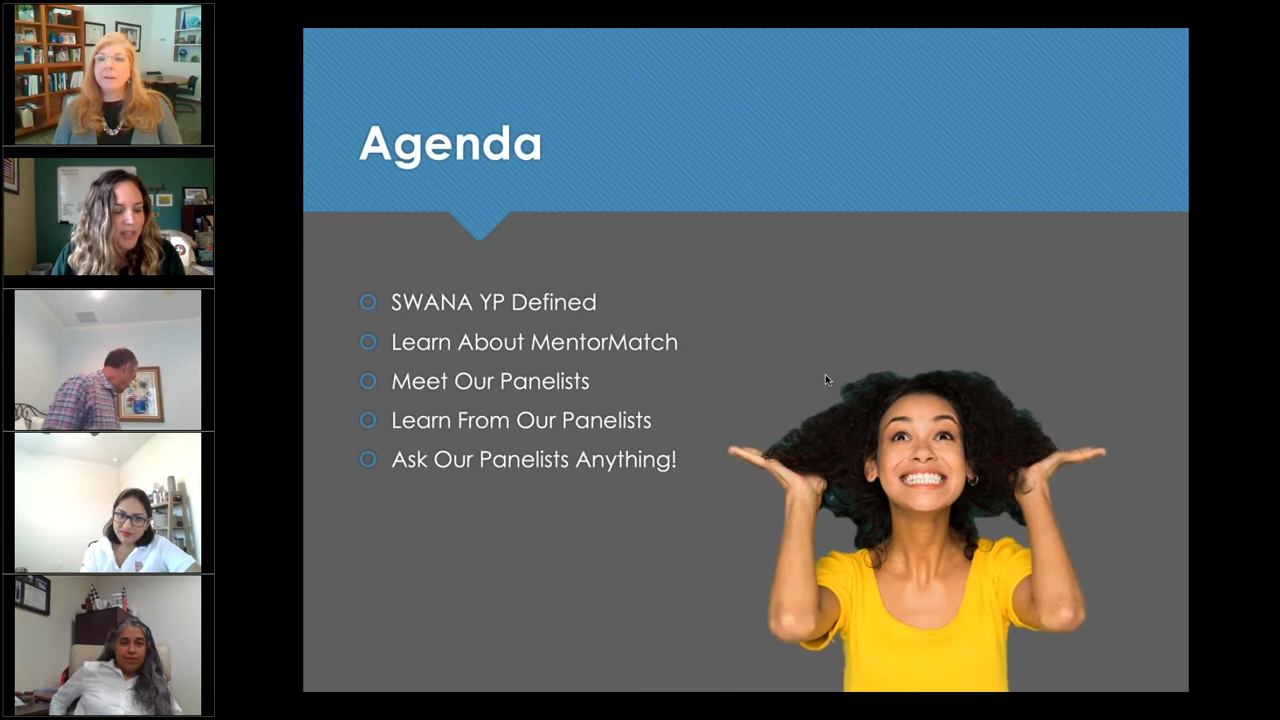 Agenda
SWANA YP Defined
Learn About MentorMatch
Meet Our Panelists
Learn From Our Panelists
Ask Our Panelists Anything!